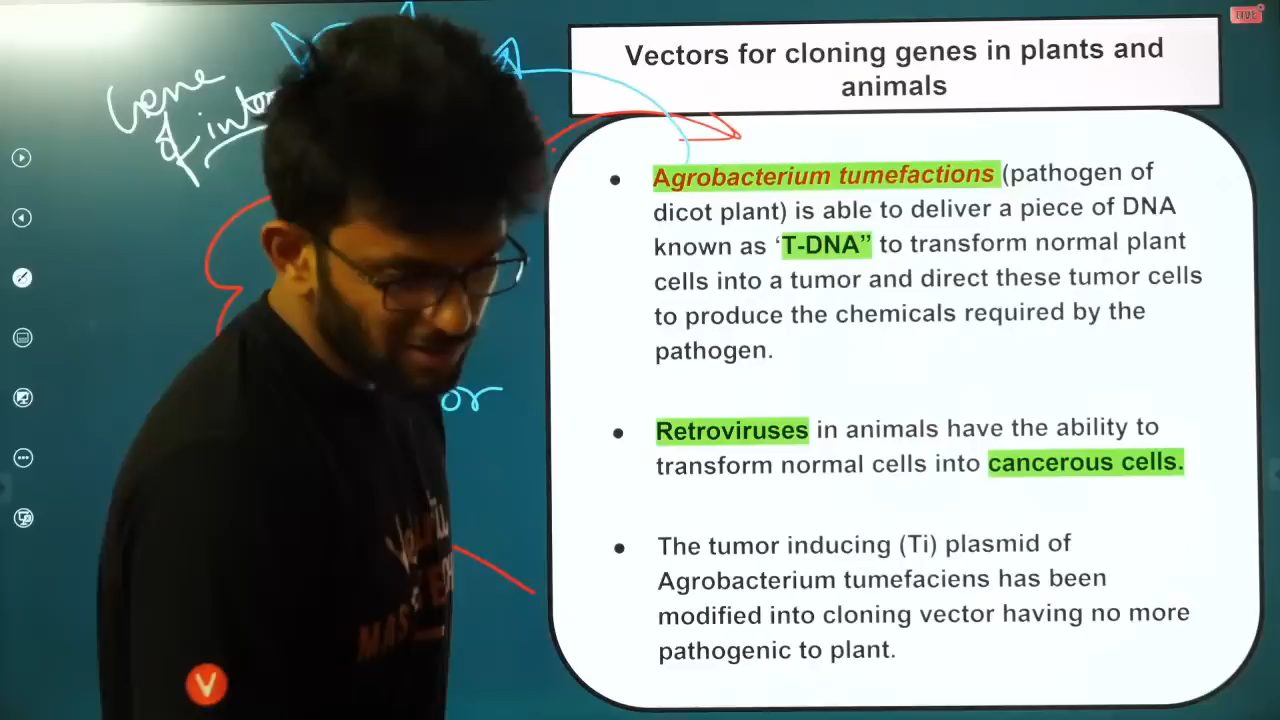 LIVE
Vectors for cloning genes in plants and
animals
Gene
of
• Agrobacterium tumefactions (pathogen of
dicot plant) is able to deliver a piece of DNA
known as ‘T-DNA” to transform normal plant
cells into a tumor and direct these tumor cells
to produce the chemicals required by the
pathogen.
or
• Retroviruses in animals have the ability to
transform normal cells into cancerous cells.
• The tumor inducing (Ti) plasmid of
Agrobacterium tumefaciens has been
modified into cloning vector having no more
pathogenic to plant.
V